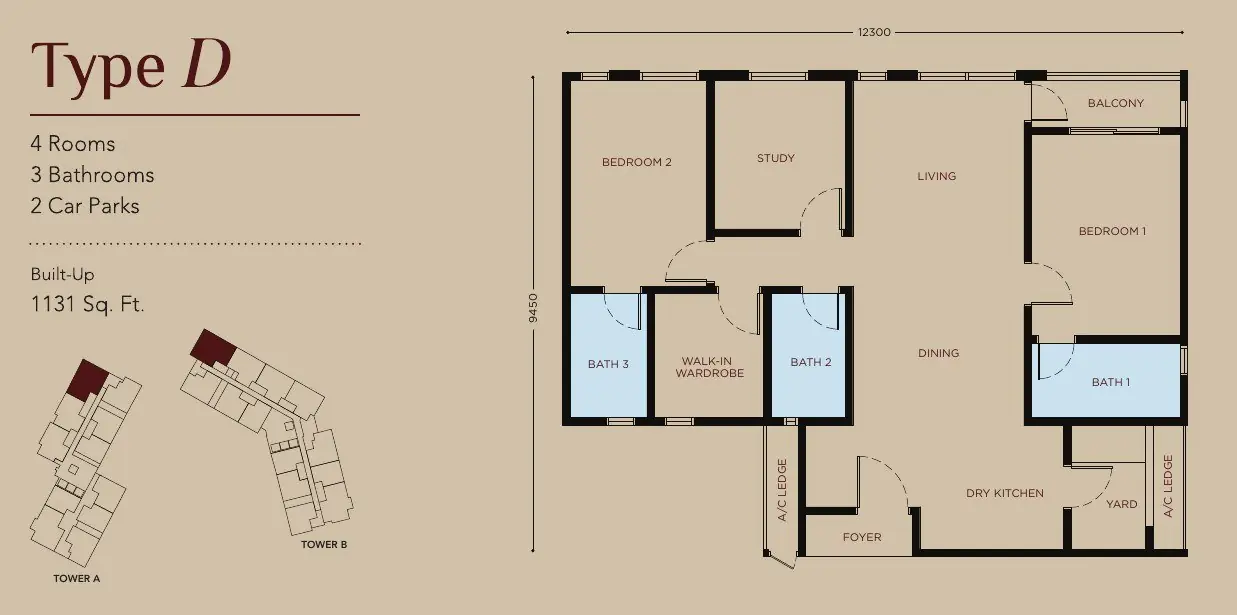 Type D
4 Rooms
3 Bathrooms
2 Car Parks
Built-Up
1131 Sq. Ft.
TOWER A
TOWER B
12300
9450
BALCONY
BEDROOM 2
STUDY
LIVING
BEDROOM 1
BATH 3
WALK-IN
WARDROBE
BATH 2
DINING
BATH 1
A/C LEDGE
DRY KITCHEN
YARD
A/C LEDGE
FOYER